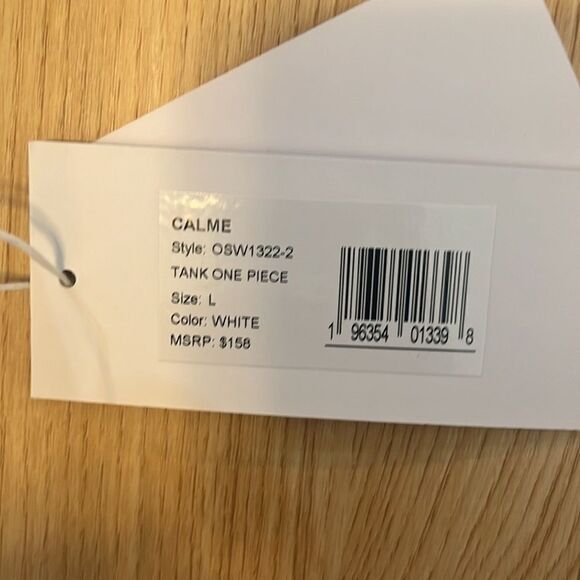 CALME
Style: OSW1322-2
TANK ONE PIECE
Size: L
Color: WHITE
MSRP: $158
1 96354 01339 8